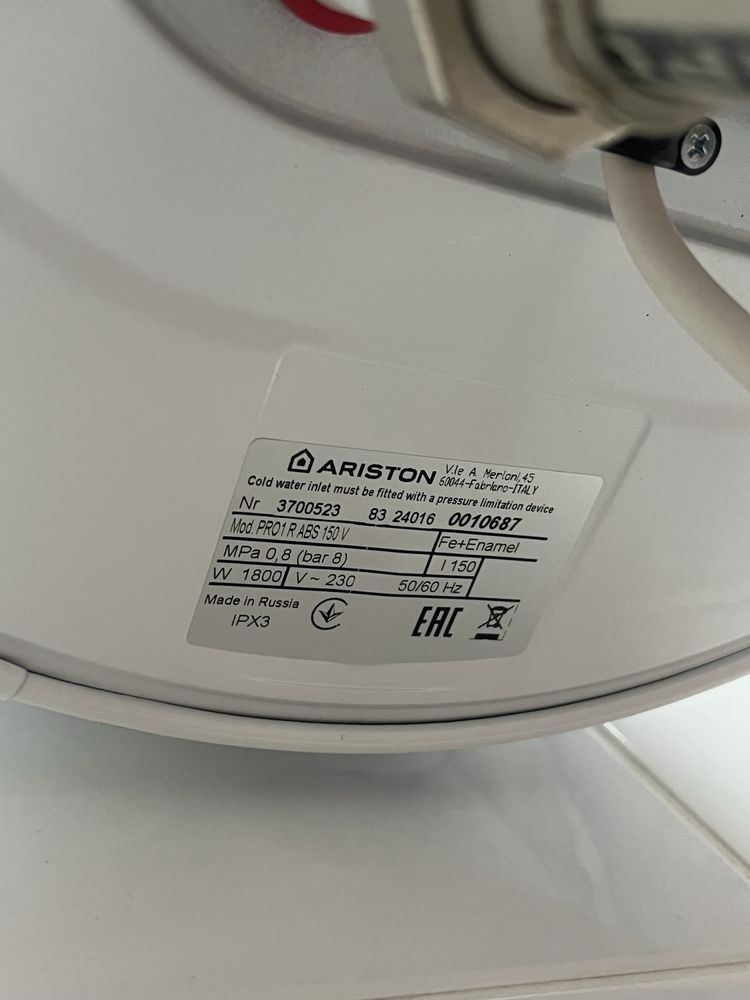 ARISTON V.le A. Merloni, 45
60044-Fabriano-ITALY
Cold water inlet must be fitted with a pressure limitation device
Nr 3700523 83 24016 0010687
Mod. PRO1 R ABS 150 V Fe+Enamel
MPa 0,8 (bar 8) l 150
W 1800 V~ 230 50/60 Hz
Made in Russia
IPX3
EAC